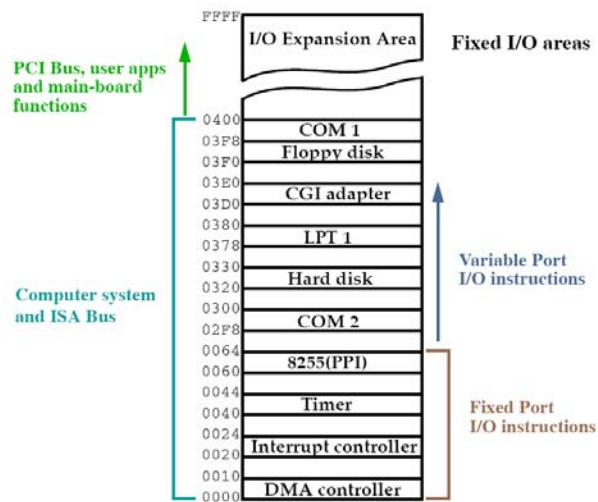 FFFF
I/O Expansion Area
Fixed I/O areas
PCI Bus, user apps
and main-board
functions
0400
COM 1
03F8
Floppy disk
03F0
03E0
CGI adapter
03D0
0380
LPT 1
0378
0330
Hard disk
0320
Variable Port
I/O instructions
Computer system
and ISA Bus
0300
COM 2
02F8
0064
8255(PPI)
0060
0044
Timer
0040
Fixed Port
I/O instructions
0024
Interrupt controller
0020
0010
DMA controller
0000